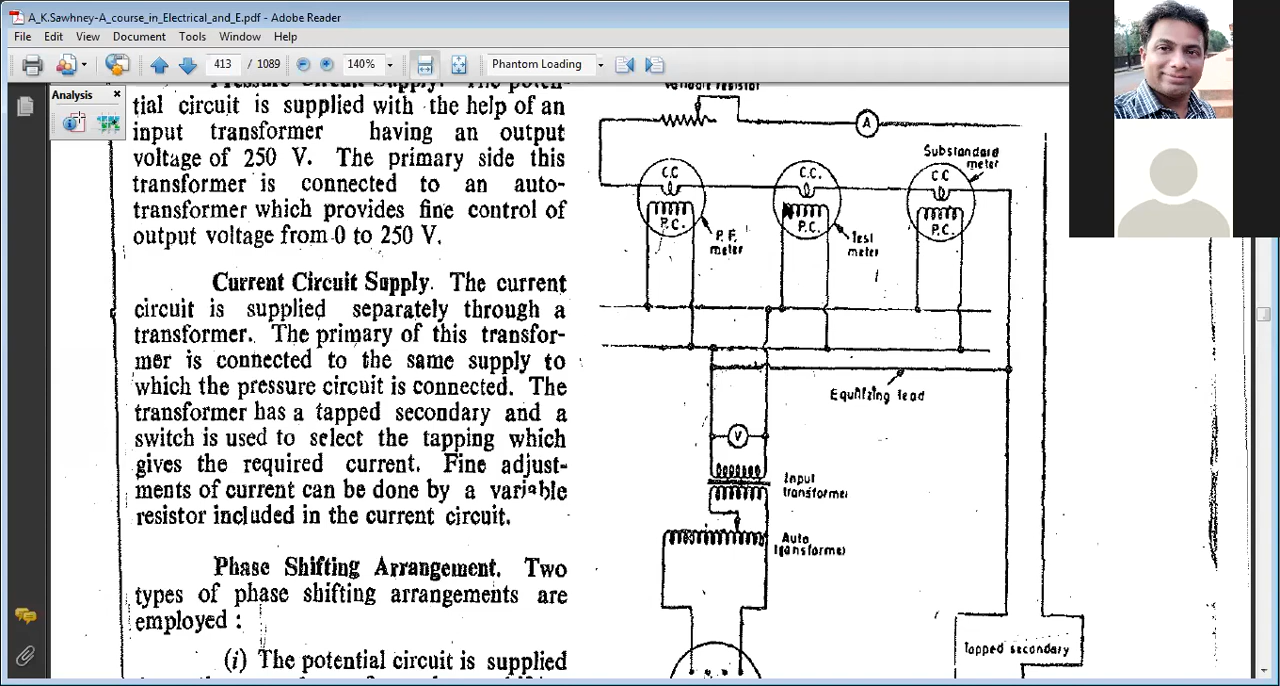 A_K.Sawhney-A_course_in_Electrical_and_E.pdf - Adobe Reader
File Edit View Document Tools Window Help
413 / 1089 140% Phantom Loading
Analysis
tial circuit is supplied with the help of an
input transformer having an output
voltage of 250 V. The primary side this
transformer is connected to an auto-
transformer which provides fine control of
output voltage from 0 to 250 V.
Current Circuit Supply. The current
circuit is supplied separately through a
transformer. The primary of this transfor-
mer is connected to the same supply to
which the pressure circuit is connected. The
transformer has a tapped secondary and a
switch is used to select the tapping which
gives the required current. Fine adjust-
ments of current can be done by a variable
resistor included in the current circuit.
Phase Shifting Arrangement. Two
types of phase shifting arrangements are
employed :
(i) The potential circuit is supplied
A
Substandard
meter
C.C
C.C.
C.C
P.C.
P.C.
P.C.
P.F.
meter
Test
meter
Equilizing lead
V
Input
transformer
Auto
transformer
Tapped secondary